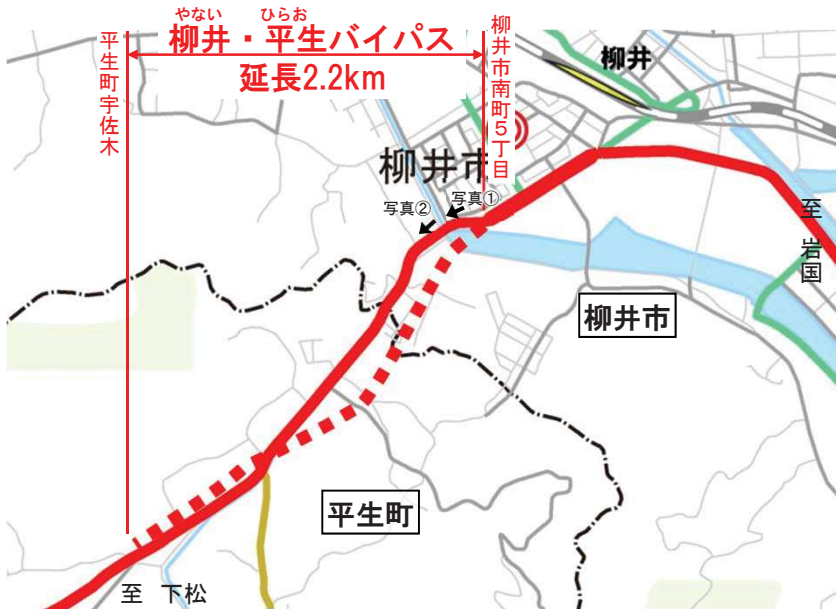 やない ひらお
柳井・平生バイパス
延長2.2km
平生町宇佐木
柳井市南町5丁目
柳井
柳井市
写真①
写真②
至 岩国
柳井市
平生町
至 下松